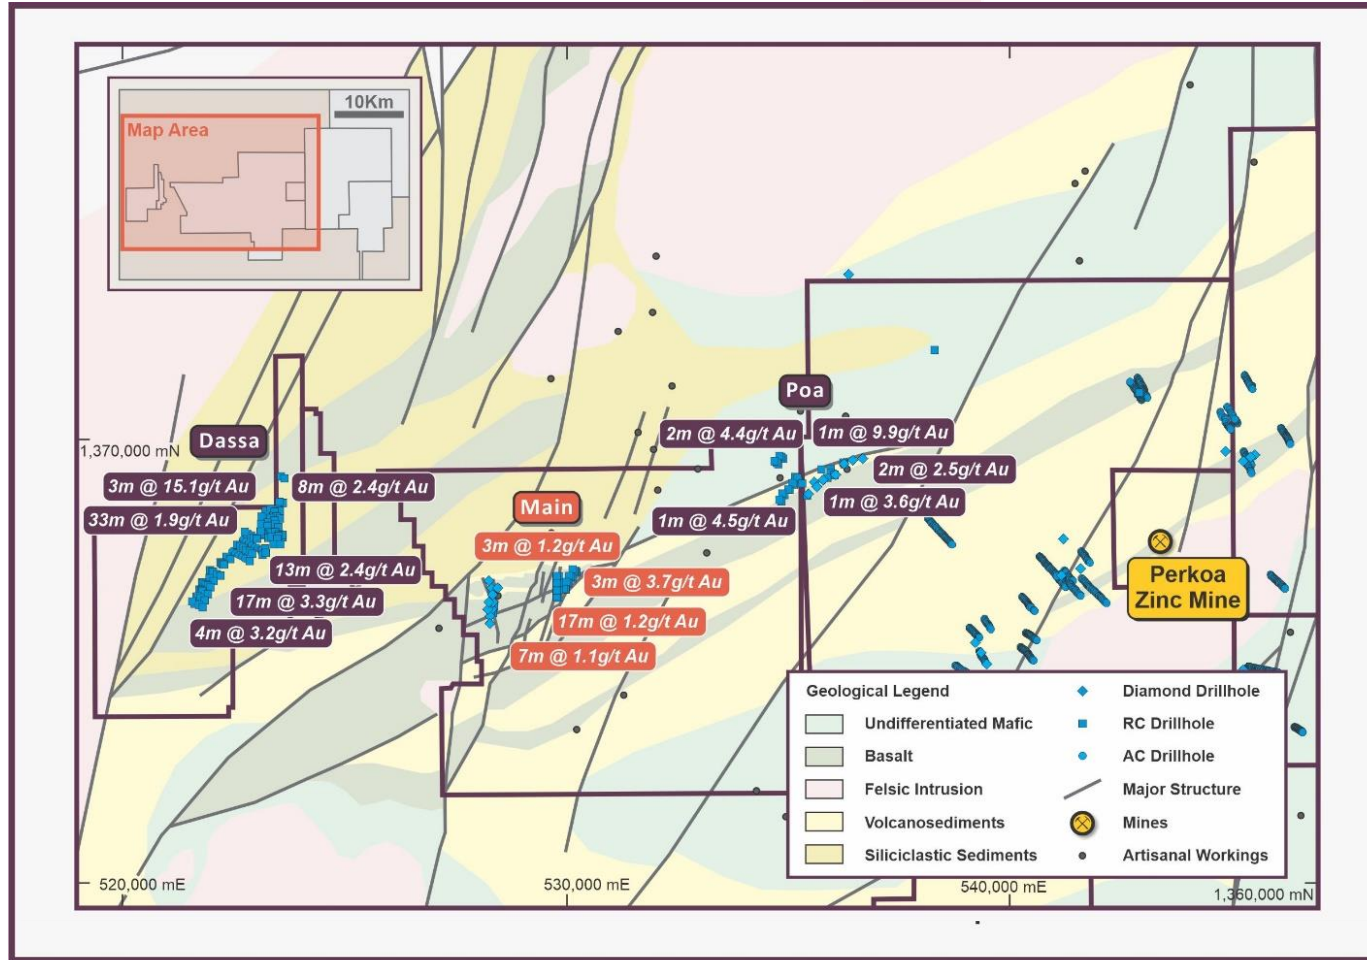 10Km
Map Area
Poa
Dassa
2m @ 4.4g/t Au
1m @ 9.9g/t Au
1,370,000 mN
2m @ 2.5g/t Au
3m @ 15.1g/t Au
8m @ 2.4g/t Au
1m @ 3.6g/t Au
Main
33m @ 1.9g/t Au
1m @ 4.5g/t Au
3m @ 1.2g/t Au
13m @ 2.4g/t Au
3m @ 3.7g/t Au
Perkoa
Zinc Mine
17m @ 3.3g/t Au
17m @ 1.2g/t Au
4m @ 3.2g/t Au
7m @ 1.1g/t Au
Geological Legend
Undifferentiated Mafic
Basalt
Felsic Intrusion
Volcanosediments
Siliciclastic Sediments
Diamond Drillhole
RC Drillhole
AC Drillhole
Major Structure
Mines
Artisanal Workings
520,000 mE
530,000 mE
540,000 mE
1,360,000 mN